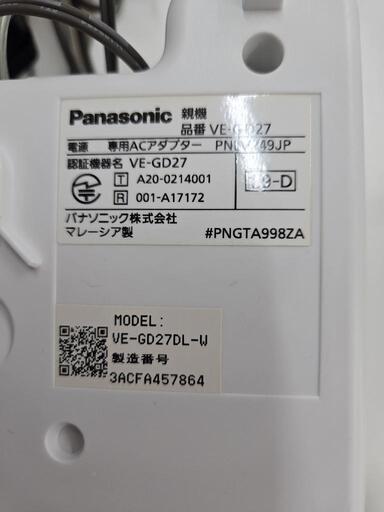 Panasonic 親機
品番 VE-GD27
電源 専用ACアダプター
認証機器名 VE-GD27
T A20-0214001
R 001-A17172
パナソニック株式会社
マレーシア製 #PNGTA998ZA
MODEL:
VE-GD27DL-W
製造番号
3ACFA457864